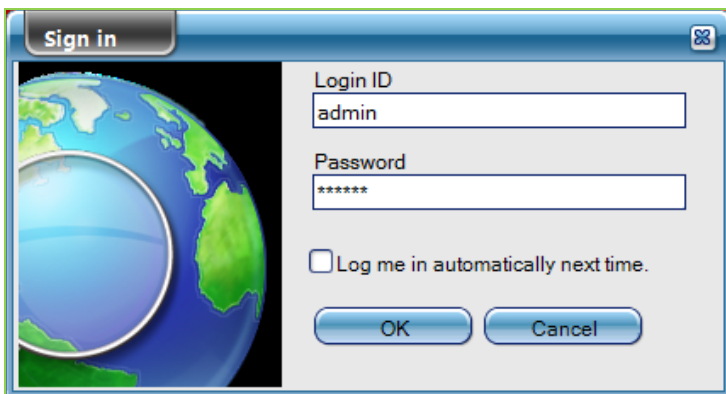 Sign in
Login ID
admin
Password
******
Log me in automatically next time.
OK
Cancel